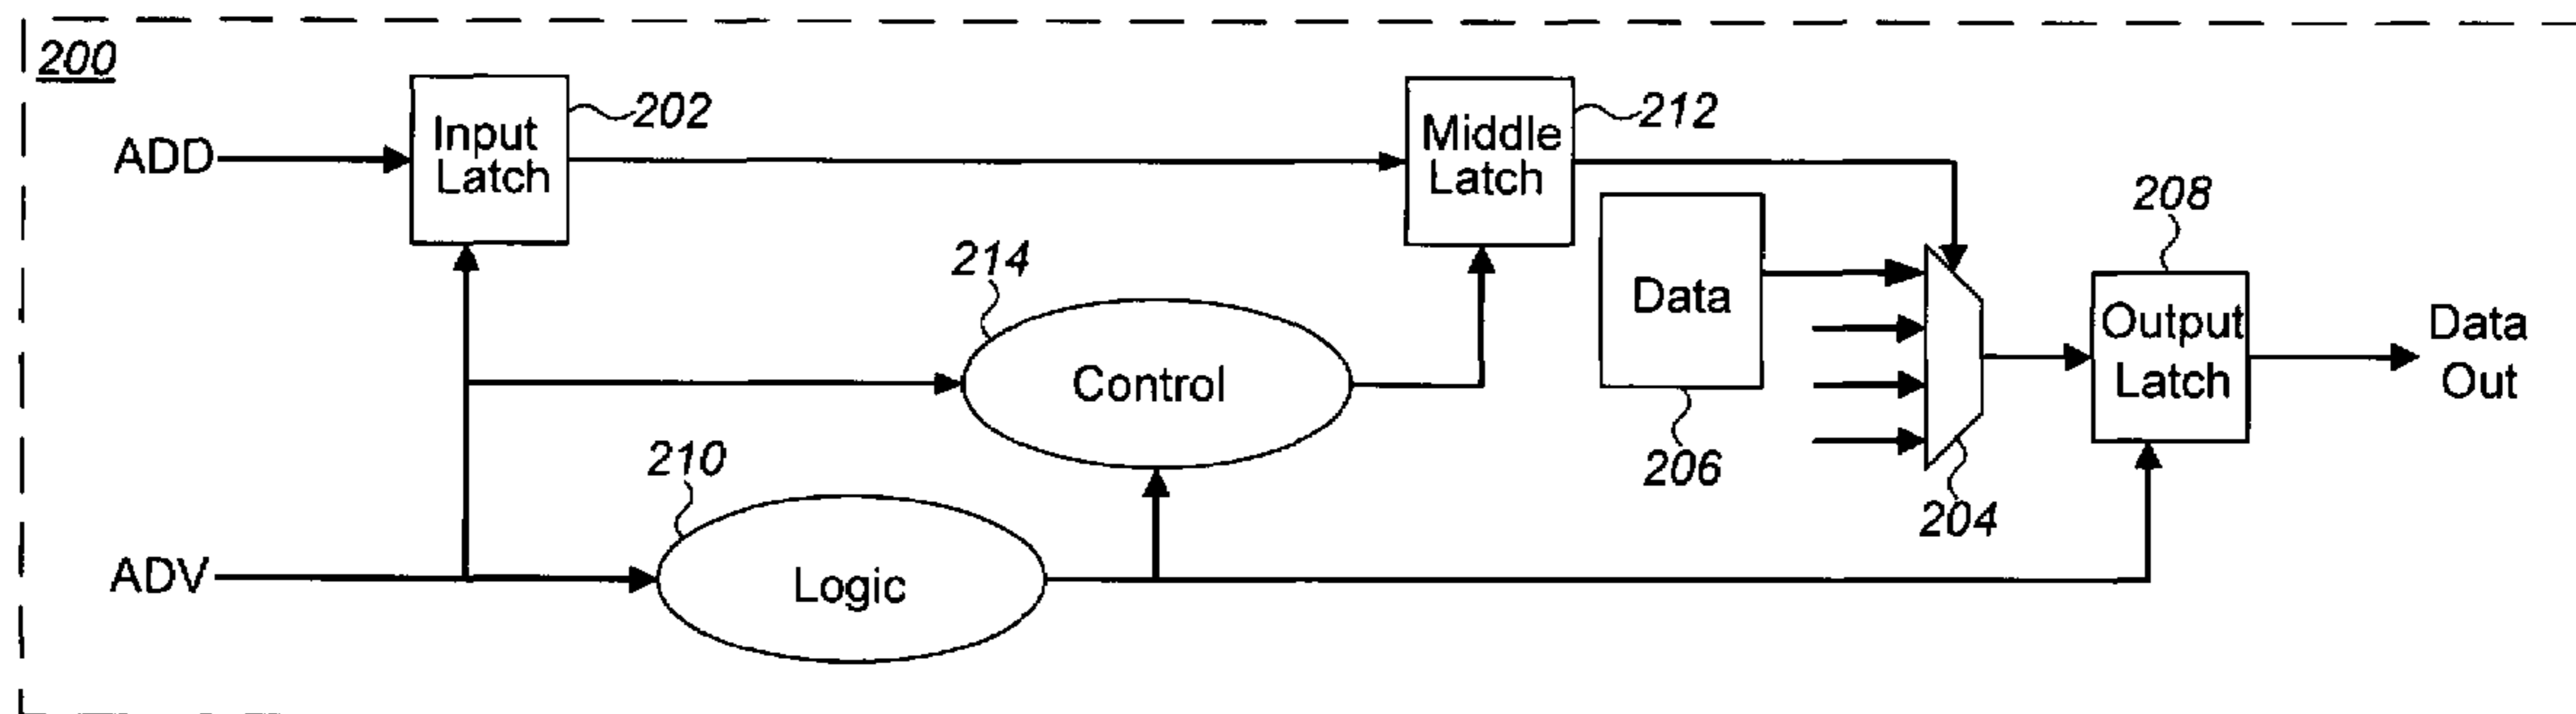 200
Input
Latch
202
ADD
Middle
Latch
212
214
Control
Data
206
204
208
Output
Latch
Data
Out
210
ADV
Logic